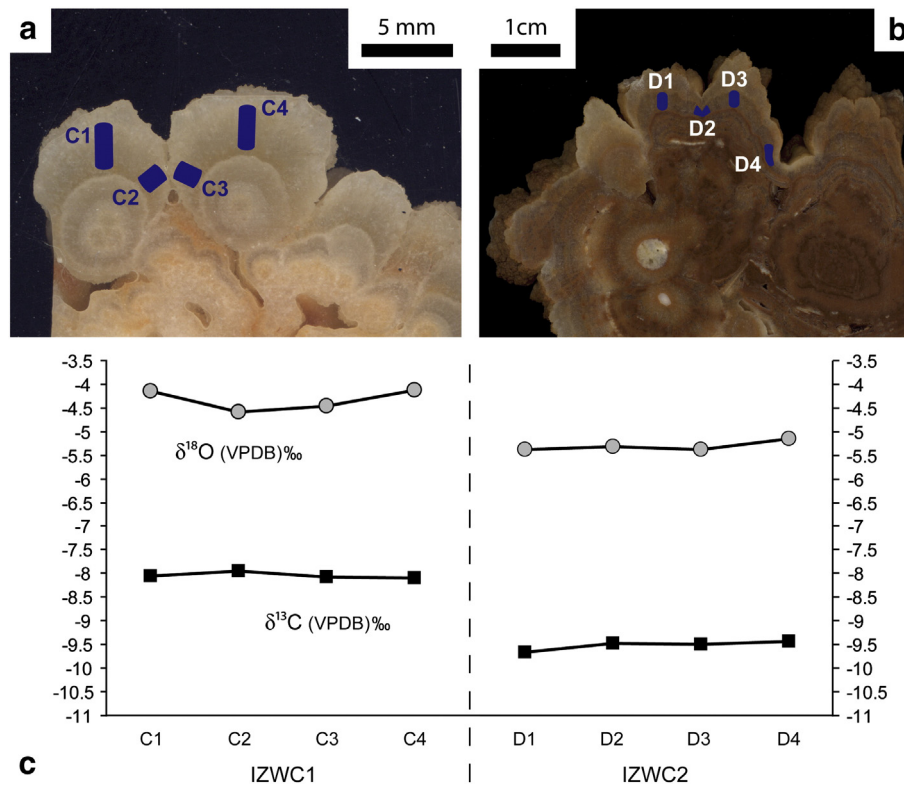 a
5 mm
1cm
b
C1
C4
C2
C3
D1
D3
D2
D4
-3.5
-4
-4.5
-5
-5.5
-6
-6.5
-7
-7.5
-8
-8.5
-9
-9.5
-10
-10.5
-11
δ¹⁸O (VPDB)‰
δ¹³C (VPDB)‰
-3.5
-4
-4.5
-5
-5.5
-6
-6.5
-7
-7.5
-8
-8.5
-9
-9.5
-10
-10.5
-11
C1 C2 C3 C4 D1 D2 D3 D4
c
IZWC1 IZWC2